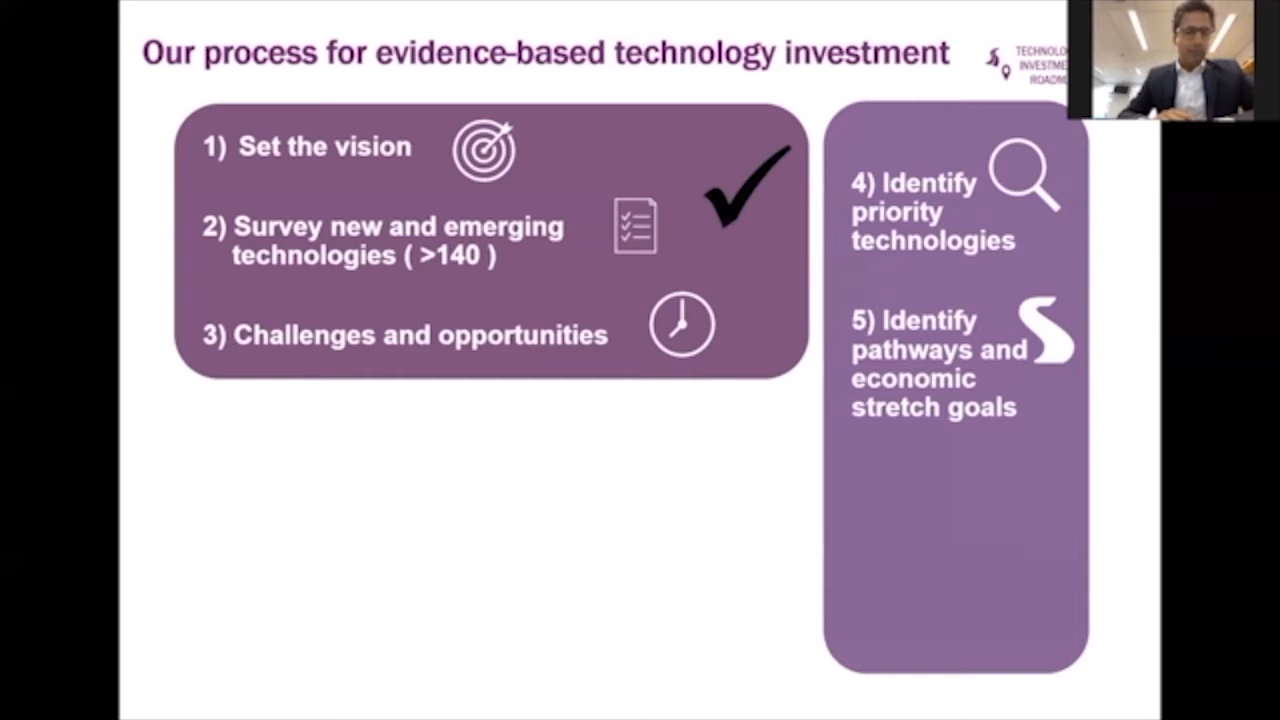 Our process for evidence-based technology investment
1) Set the vision
2) Survey new and emerging
technologies ( >140 )
3) Challenges and opportunities
4) Identify
priority
technologies
5) Identify
pathways and
economic
stretch goals